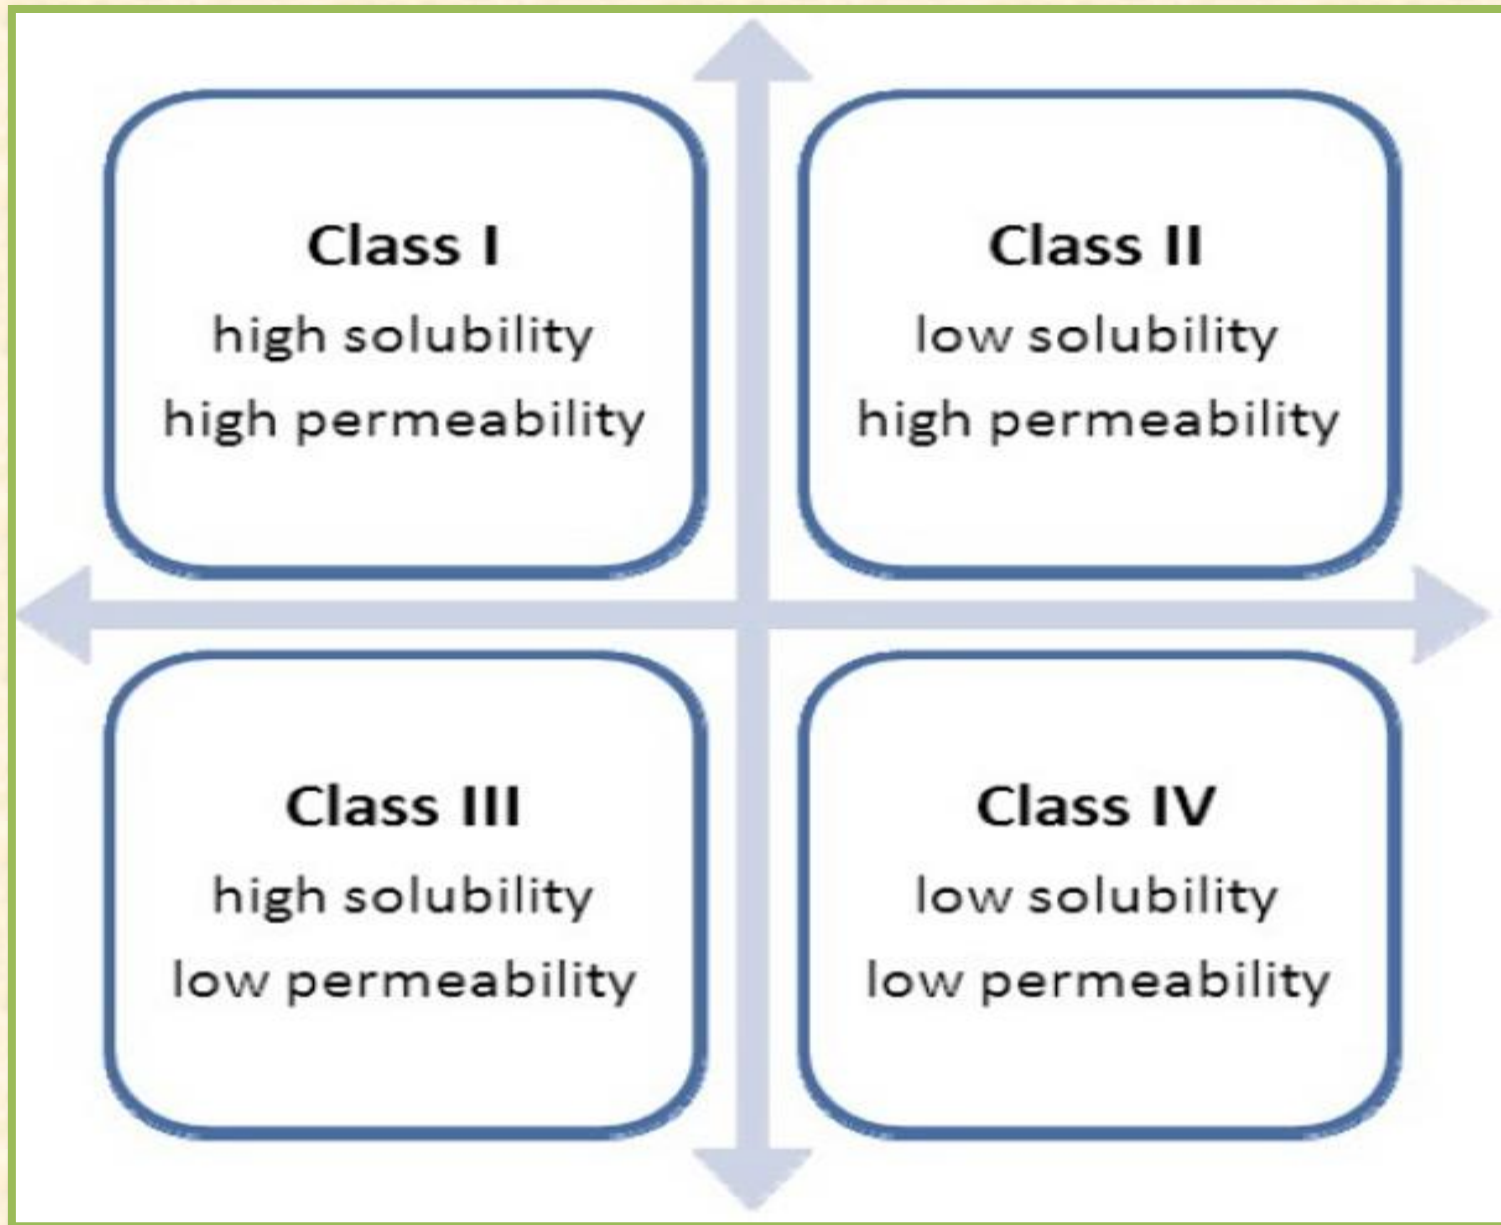 Class I
high solubility
high permeability
Class II
low solubility
high permeability
Class III
high solubility
low permeability
Class IV
low solubility
low permeability